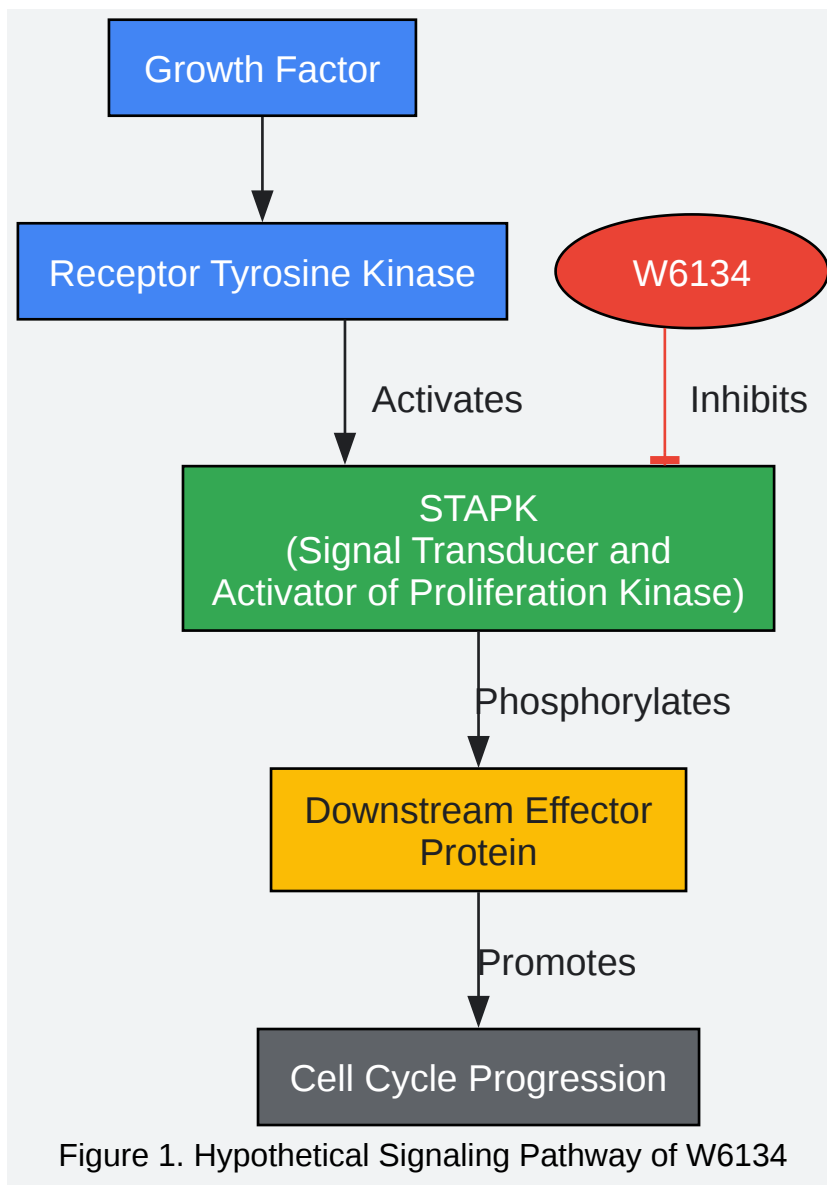 Growth Factor
Receptor Tyrosine Kinase
W6134
Activates
Inhibits
STAPK
(Signal Transducer and
Activator of Proliferation Kinase)
Phosphorylates
Downstream Effector
Protein
Promotes
Cell Cycle Progression
Figure 1. Hypothetical Signaling Pathway of W6134